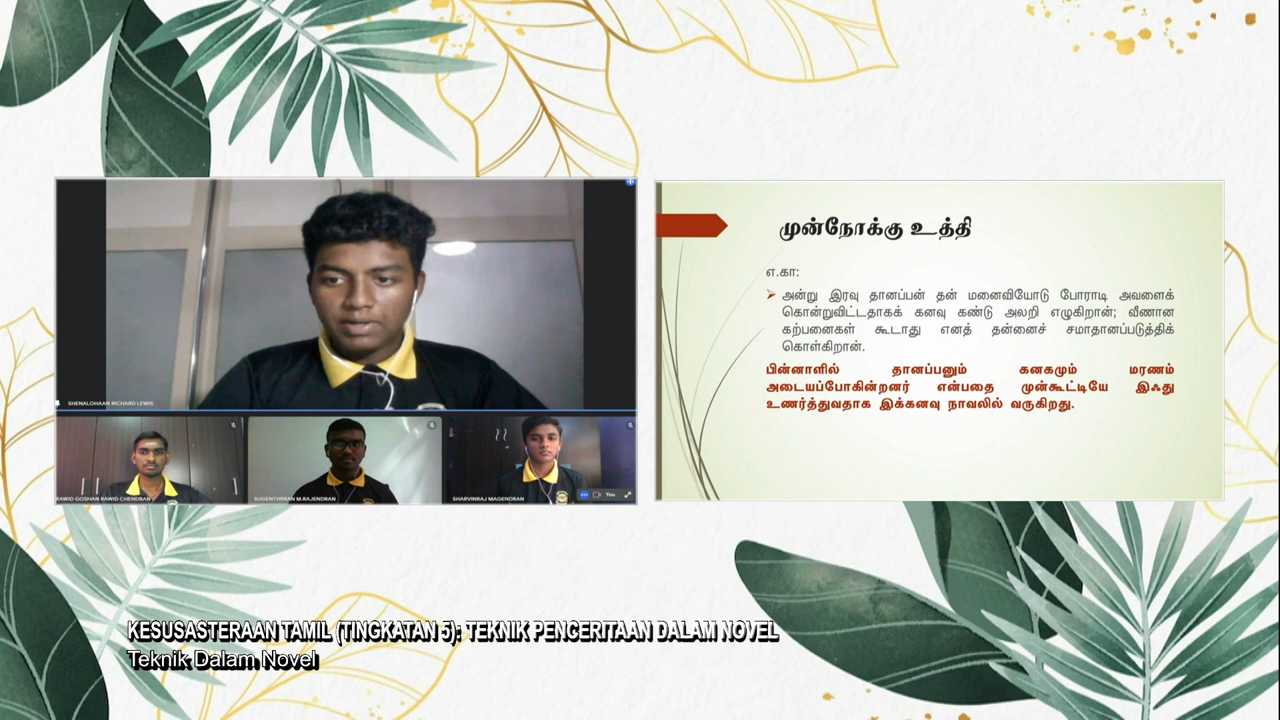 SHENALOHAAN RICHARD LEWIS
RAWID GOSHAN RAWID CHENDRAN
SUGENTHIRAN M.RAJENDRAN
SHARVINRAJ MAGENDRAN
You
முன்நோக்கு உத்தி
எ.கா:
அன்று இரவு தானப்பன் தன் மனைவியோடு போராடி அவளைக்
கொன்றுவிட்டதாகக் கனவு கண்டு அலறி எழுகிறான்; வீணான
கற்பனைகள் கூடாது எனத் தன்னைச் சமாதானப்படுத்திக்
கொள்கிறான்.
பின்னாளில் தானப்பனும் கனகமும் மரணம்
அடையப்போகின்றனர் என்பதை முன்கூட்டியே இஃது
உணர்த்துவதாக இக்கனவு நாவலில் வருகிறது.
KESUSASTERAAN TAMIL (TINGKATAN 5): TEKNIK PENCERITAAN DALAM NOVEL
Teknik Dalam Novel